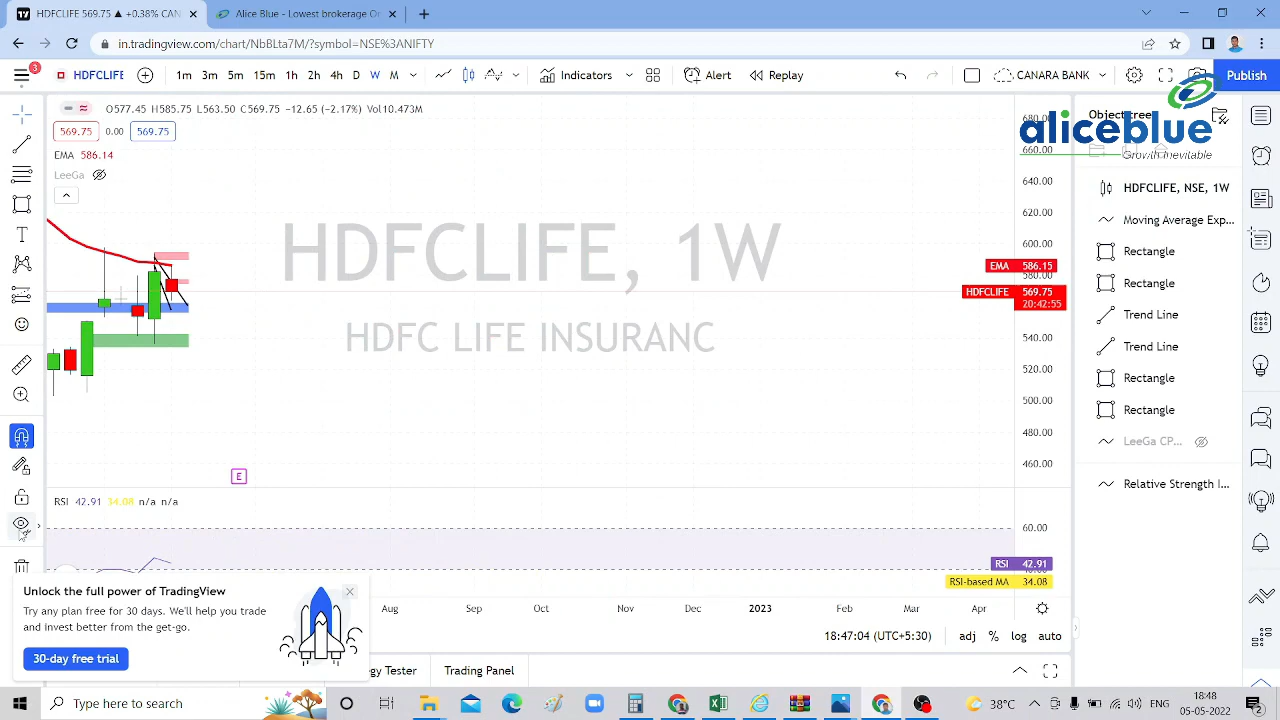 HDFCLIFE 569.75 ▲ +0.38% CAN
Alice Blue - Lowest brokerage On
in.tradingview.com/chart/NbBLta7M/?symbol=NSE%3ANIFTY
3
HDFCLIFE
1m 3m 5m 15m 1h 2h 4h D W M
Indicators
Alert
Replay
CANARA BANK
Publish
O577.45 H585.75 L563.50 C569.75 −12.65 (−2.17%) Vol10.473M
569.75 0.00 569.75
EMA 586.14
LeeGa
HDFCLIFE, 1W
HDFC LIFE INSURANC
660.00
640.00
620.00
600.00
EMA 586.15
580.00
HDFCLIFE 569.75
20:42:55
540.00
520.00
500.00
480.00
460.00
E
RSI 42.91 34.08 n/a n/a
60.00
RSI 42.91
RSI-based MA 34.08
Aug Sep Oct Nov Dec 2023 Feb Mar Apr
18:47:04 (UTC+5:30)
adj % log auto
Object tree
aliceblue
Growth inevitable
HDFCLIFE, NSE, 1W
Moving Average Exp...
Rectangle
Rectangle
Trend Line
Trend Line
Rectangle
Rectangle
LeeGa CP...
Relative Strength I...
Unlock the full power of TradingView
Try any plan free for 30 days. We'll help you trade
and invest better from the get-go.
30-day free trial
gy Tester
Trading Panel
Type here to search
38°C
ENG
18:48
05-05-2022
2